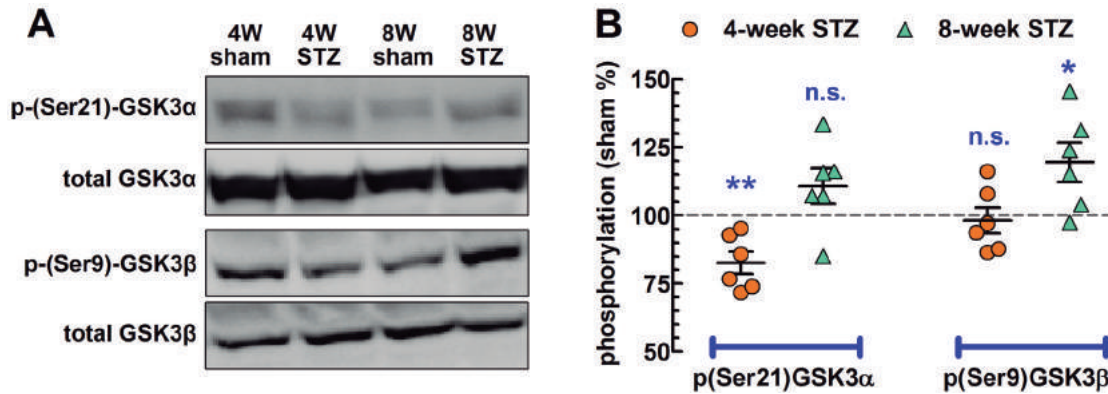 A
4W sham
4W STZ
8W sham
8W STZ
p-(Ser21)-GSK3α
total GSK3α
p-(Ser9)-GSK3β
total GSK3β
B
4-week STZ
8-week STZ
phosphorylation (sham %)
150
125
100
75
50
**
n.s.
n.s.
*
p(Ser21)GSK3α
p(Ser9)GSK3β